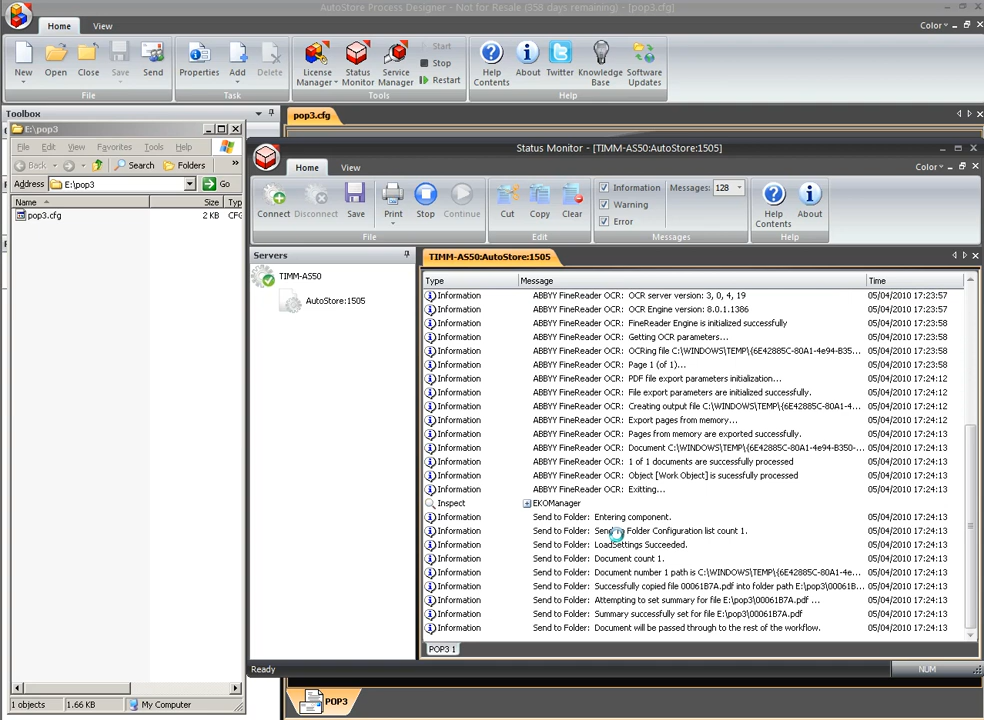 AutoStore Process Designer - Not for Resale (358 days remaining) - [pop3.cfg]
Home View Color
New Open Close Save Send Properties Add Delete License Manager Status Monitor Service Manager Start Stop Restart Help Contents About Twitter Knowledge Base Software Updates
File Task Tools Help
Toolbox pop3.cfg
E:\pop3
File Edit View Favorites Tools Help
Back Search Folders »
Address E:\pop3 Go
Name Size Typ
pop3.cfg 2 KB CFG
Status Monitor - [TIMM-AS50:AutoStore:1505]
Home View Color
Connect Disconnect Save Print Stop Continue Cut Copy Clear
Information Messages: 128
Warning
Error
Help Contents About
File Edit Messages Help
Servers TIMM-AS50:AutoStore:1505
TIMM-AS50
AutoStore:1505
Type Message Time
Information ABBYY FineReader OCR: OCR server version: 3, 0, 4, 19 05/04/2010 17:23:57
Information ABBYY FineReader OCR: OCR Engine version: 8.0.1.1386 05/04/2010 17:23:57
Information ABBYY FineReader OCR: FineReader Engine is initialized successfully 05/04/2010 17:23:57
Information ABBYY FineReader OCR: Getting OCR parameters... 05/04/2010 17:23:58
Information ABBYY FineReader OCR: OCRing file C:\WINDOWS\TEMP\{6E42885C-80A1-4e94-B35... 05/04/2010 17:23:58
Information ABBYY FineReader OCR: Page 1 (of 1)... 05/04/2010 17:23:58
Information ABBYY FineReader OCR: PDF file export parameters initialization... 05/04/2010 17:24:12
Information ABBYY FineReader OCR: File export parameters are initialized successfully. 05/04/2010 17:24:12
Information ABBYY FineReader OCR: Creating output file C:\WINDOWS\TEMP\{6E42885C-80A1-4... 05/04/2010 17:24:12
Information ABBYY FineReader OCR: Export pages from memory... 05/04/2010 17:24:12
Information ABBYY FineReader OCR: Pages from memory are exported successfully. 05/04/2010 17:24:13
Information ABBYY FineReader OCR: Document C:\WINDOWS\TEMP\{6E42885C-80A1-4e94-B350-... 05/04/2010 17:24:13
Information ABBYY FineReader OCR: 1 of 1 documents are successfully processed 05/04/2010 17:24:13
Information ABBYY FineReader OCR: Object [Work Object] is sucessfully processed 05/04/2010 17:24:13
Information ABBYY FineReader OCR: Exitting... 05/04/2010 17:24:13
Inspect EKOManager 05/04/2010 17:24:13
Information Send to Folder: Entering component. 05/04/2010 17:24:13
Information Send to Folder: Folder Configuration list count 1. 05/04/2010 17:24:13
Information Send to Folder: LoadSettings Succeeded. 05/04/2010 17:24:13
Information Send to Folder: Document count 1. 05/04/2010 17:24:13
Information Send to Folder: Document number 1 path is C:\WINDOWS\TEMP\{6E42885C-80A1-4e... 05/04/2010 17:24:13
Information Send to Folder: Successfully copied file 00061B7A.pdf into folder path E:\pop3\00061B... 05/04/2010 17:24:13
Information Send to Folder: Attempting to set summary for file E:\pop3\00061B7A.pdf ... 05/04/2010 17:24:13
Information Send to Folder: Summary successfully set for file E:\pop3\00061B7A.pdf 05/04/2010 17:24:13
Information Send to Folder: Document will be passed through to the rest of the workflow. 05/04/2010 17:24:13
POP3 1
Ready NUM
1 objects 1.66 KB My Computer
POP3